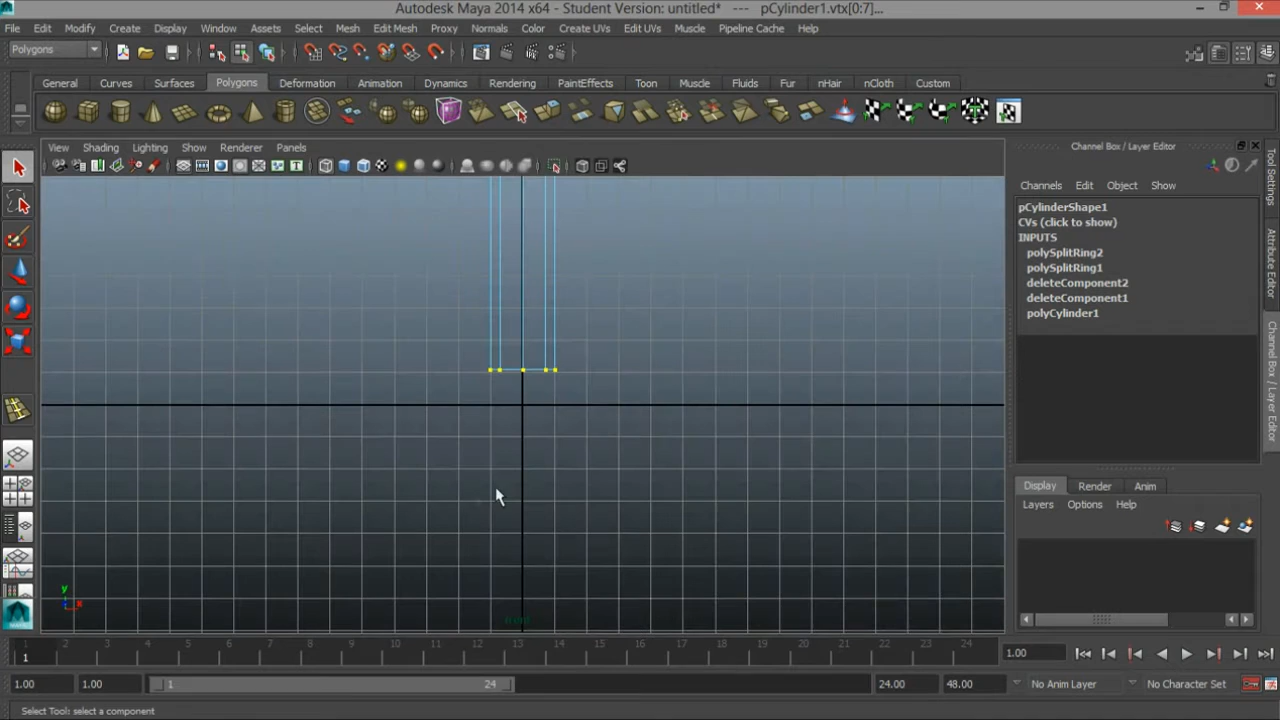 Autodesk Maya 2014 x64 - Student Version: untitled*   ---   pCylinder1.vtx[0:7]...
File Edit Modify Create Display Window Assets Select Mesh Edit Mesh Proxy Normals Color Create UVs Edit UVs Muscle Pipeline Cache Help
Polygons
General Curves Surfaces Polygons Deformation Animation Dynamics Rendering PaintEffects Toon Muscle Fluids Fur nHair nCloth Custom
View Shading Lighting Show Renderer Panels
Channel Box / Layer Editor
Channels Edit Object Show
pCylinderShape1
CVs (click to show)
INPUTS
polySplitRing2
polySplitRing1
deleteComponent2
deleteComponent1
polyCylinder1
Tool Settings
Attribute Editor
Channel Box / Layer Editor
Display Render Anim
Layers Options Help
y
x
1 2 3 4 5 6 7 8 9 10 11 12 13 14 15 16 17 18 19 20 21 22 23 24
1
1.00
1.00 1.00 1 24 24.00 48.00 No Anim Layer No Character Set
Select Tool: select a component